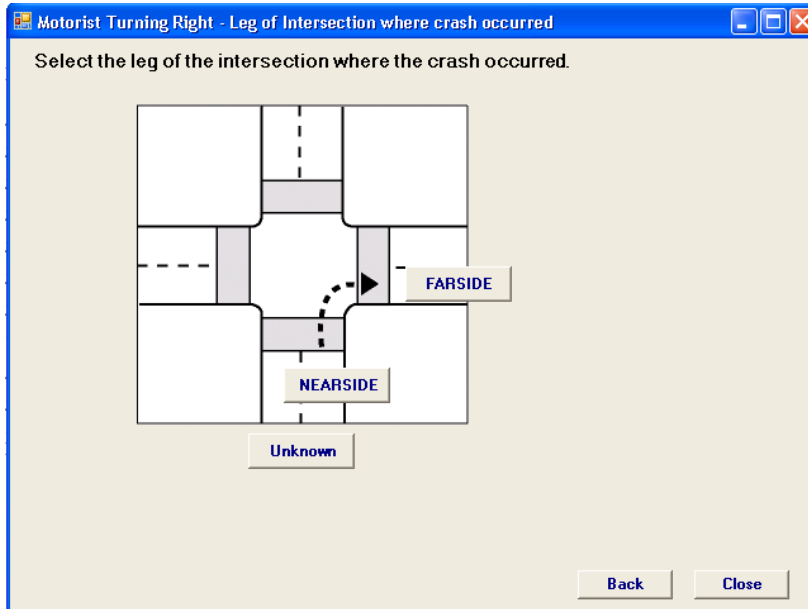 Motorist Turning Right - Leg of Intersection where crash occurred
Select the leg of the intersection where the crash occurred.
FARSIDE
NEARSIDE
Unknown
Back
Close